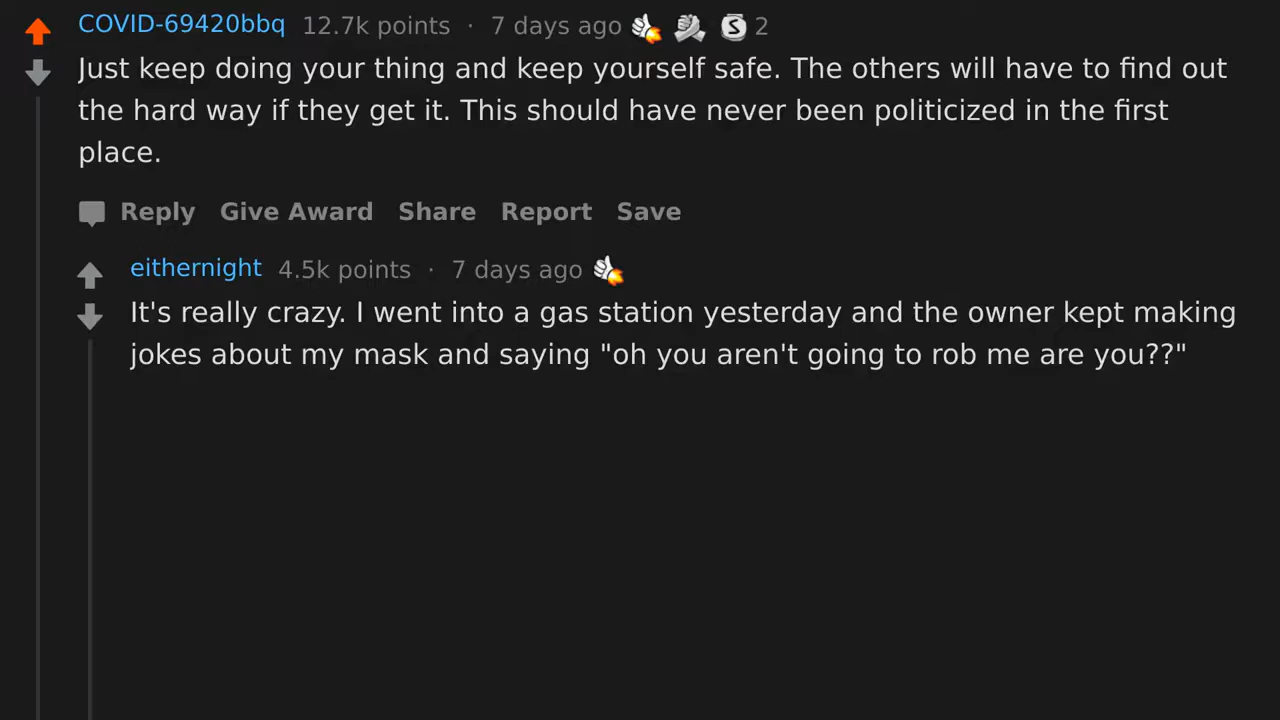 COVID-69420bbq 12.7k points · 7 days ago S 2
Just keep doing your thing and keep yourself safe. The others will have to find out
the hard way if they get it. This should have never been politicized in the first
place.
Reply Give Award Share Report Save
eithernight 4.5k points · 7 days ago
It's really crazy. I went into a gas station yesterday and the owner kept making
jokes about my mask and saying "oh you aren't going to rob me are you??"